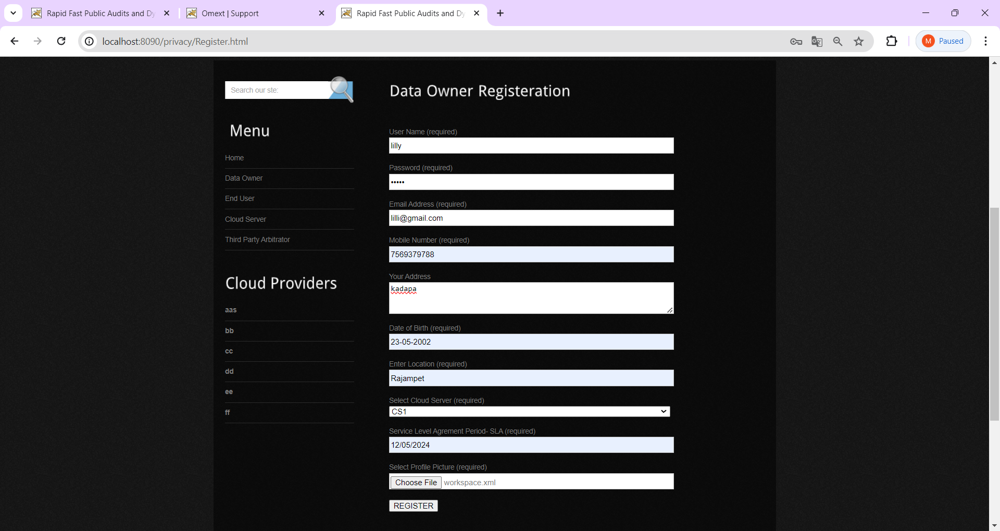 Rapid Fast Public Audits and Dy
Omext | Support
Rapid Fast Public Audits and Dy
localhost:8090/privacy/Register.html
M Paused
Search our ste:
Menu
Home
Data Owner
End User
Cloud Server
Third Party Arbitrator
Cloud Providers
aas
bb
cc
dd
ee
ff
Data Owner Registeration
User Name (required)
lilly
Password (required)
•••••
Email Address (required)
lilli@gmail.com
Mobile Number (required)
7569379788
Your Address
kadapa
Date of Birth (required)
23-05-2002
Enter Location (required)
Rajampet
Select Cloud Server (required)
CS1
Service Level Agrement Period- SLA (required)
12/05/2024
Select Profile Picture (required)
Choose File workspace.xml
REGISTER